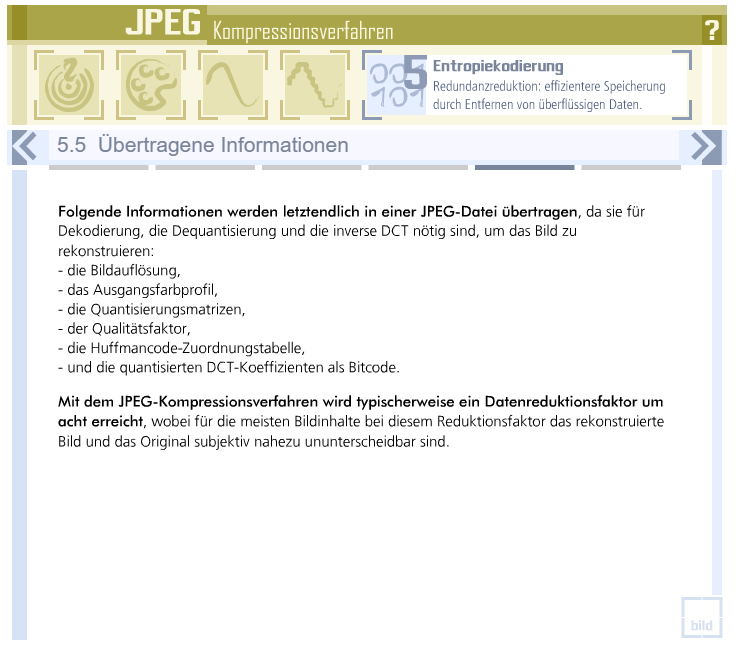 JPEG Kompressionsverfahren
?
5 Entropiekodierung
Redundanzreduktion: effizientere Speicherung
durch Entfernen von überflüssigen Daten.
5.5 Übertragene Informationen
Folgende Informationen werden letztendlich in einer JPEG-Datei übertragen, da sie für
Dekodierung, die Dequantisierung und die inverse DCT nötig sind, um das Bild zu
rekonstruieren:
- die Bildauflösung,
- das Ausgangsfarbprofil,
- die Quantisierungsmatrizen,
- der Qualitätsfaktor,
- die Huffmancode-Zuordnungstabelle,
- und die quantisierten DCT-Koeffizienten als Bitcode.
Mit dem JPEG-Kompressionsverfahren wird typischerweise ein Datenreduktionsfaktor um
acht erreicht, wobei für die meisten Bildinhalte bei diesem Reduktionsfaktor das rekonstruierte
Bild und das Original subjektiv nahezu ununterscheidbar sind.
bild